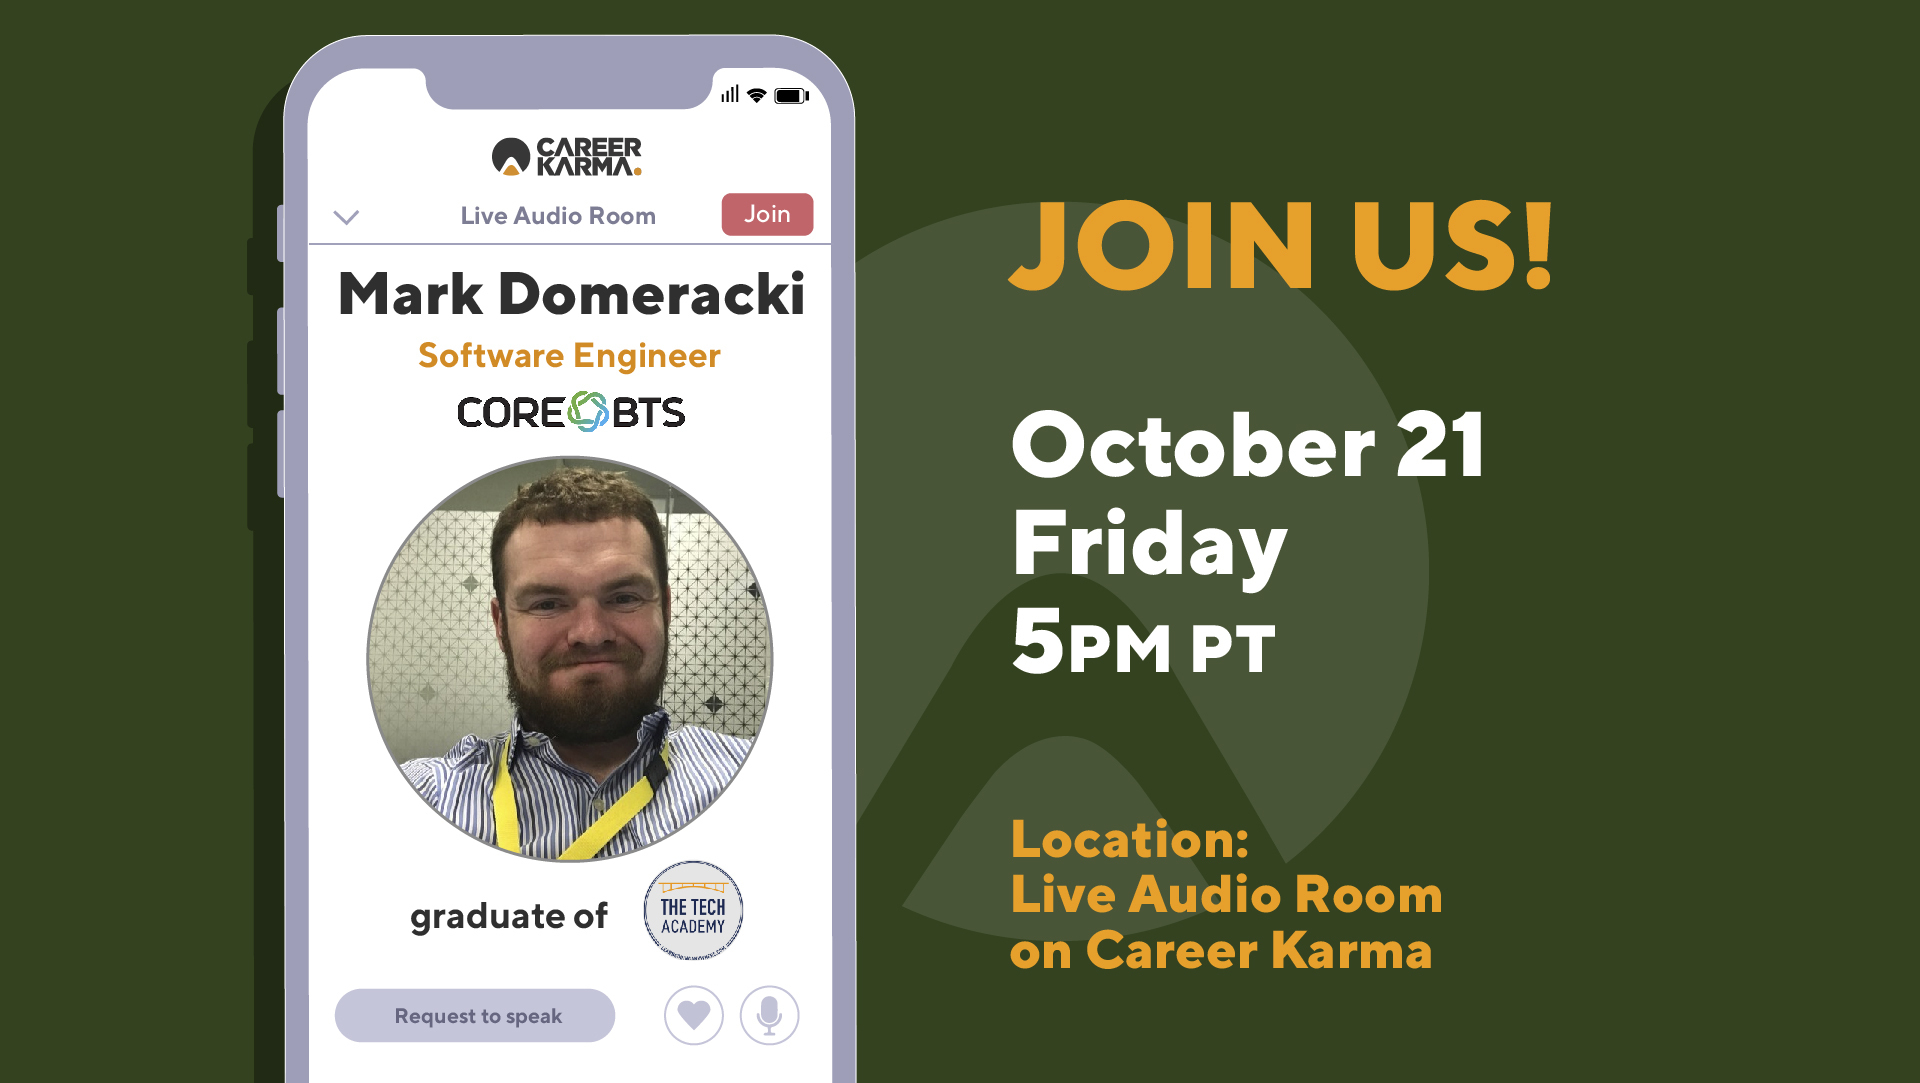 CAREER
KARMA.
Live Audio Room
Join
Mark Domeracki
Software Engineer
CORE BTS
graduate of
THE TECH
ACADEMY
Request to speak
JOIN US!
October 21
Friday
5PM PT
Location:
Live Audio Room
on Career Karma